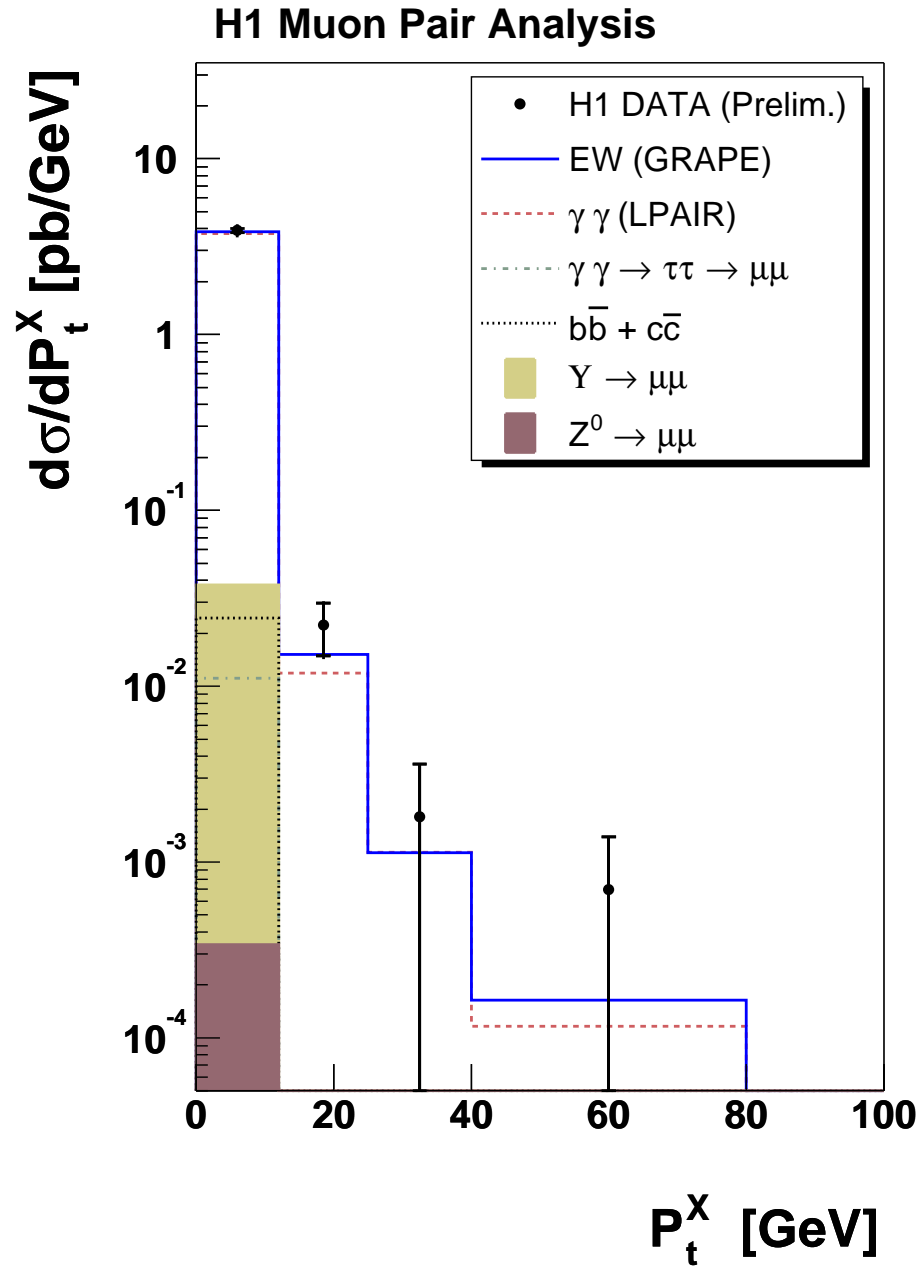 H1 Muon Pair Analysis
dσ/dP_t^X [pb/GeV]
10
1
10^-1
10^-2
10^-3
10^-4
H1 DATA (Prelim.)
EW (GRAPE)
γ γ (LPAIR)
γ γ → ττ → μμ
bb̅ + cc̅
Υ → μμ
Z^0 → μμ
0 20 40 60 80 100
P_t^X [GeV]